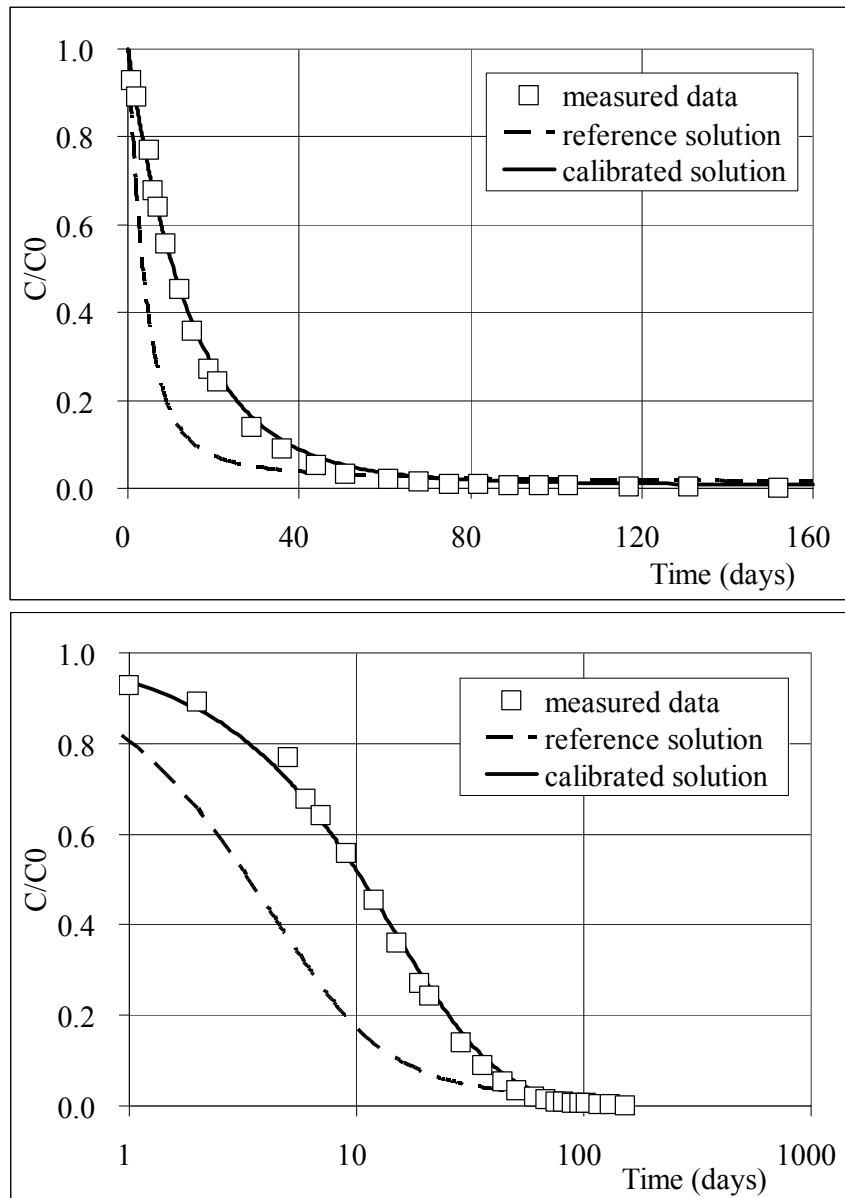 1.0
0.8
0.6
0.4
0.2
0.0
C/C0
measured data
reference solution
calibrated solution
0 40 80 120 160
Time (days)
1.0
0.8
0.6
0.4
0.2
0.0
C/C0
measured data
reference solution
calibrated solution
1 10 100 1000
Time (days)